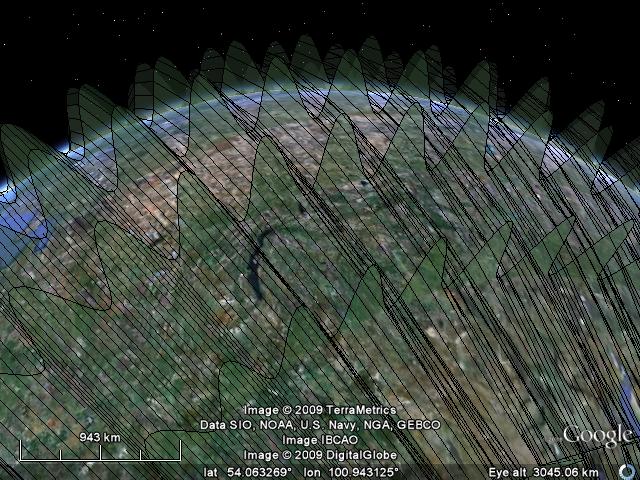 Image © 2009 TerraMetrics
Data SIO, NOAA, U.S. Navy, NGA, GEBCO
Image IBCAO
943 km
Image © 2009 DigitalGlobe
Google
lat 54.063269° lon 100.943125° Eye alt 3045.06 km